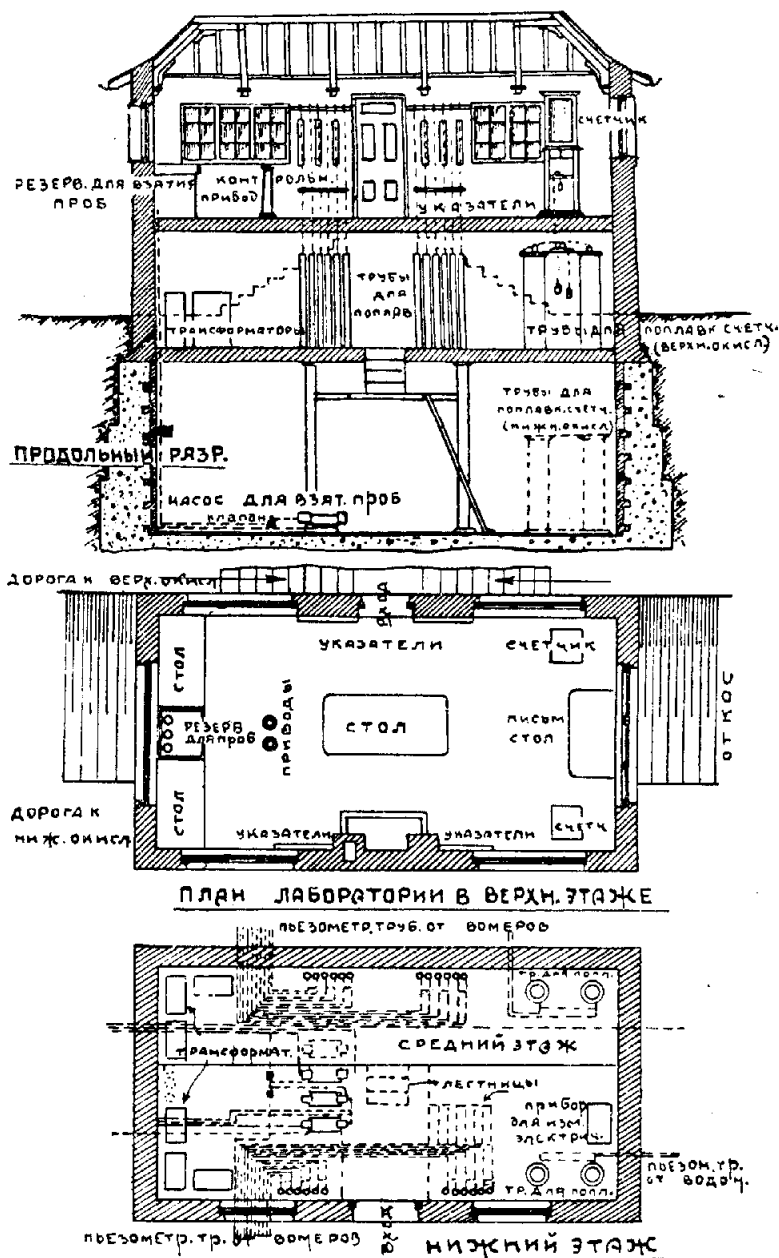 СЧЕТЧИК
РЕЗЕРВ. ДЛЯ ВЗЯТИЯ
ПРОБ
КОНТРОЛЬН.
ПРИВОД
УКАЗАТЕЛИ
ТРУБЫ
ДЛЯ
ПОПЛАВ
ТРАНСФОРМАТОРЫ
ТРУБЫ ДЛЯ ПОПЛАВК СЧЕТЧ.
(ВЕРХН. ОКИСЛ)
ТРУБЫ ДЛЯ
ПОПЛАВК. СЧЕТЧ.
(НИЖН. ОКИСЛ)
ПРОДОЛЬНЫЙ РАЗР.
НАСОС ДЛЯ ВЗЯТ. ПРОБ
КЛАПАН
ДОРОГА К ВЕРХ. ОКИСЛ
ВХОД
УКАЗАТЕЛИ
СЧЕТЧИК
СТОЛ
РЕЗЕРВ
ДЛЯ ПРОБ
ПРИВОДЫ
СТОЛ
ПИСЬМ
СТОЛ
ОТКОС
СТОЛ
ДОРОГА К
НИЖ. ОКИСЛ
УКАЗАТЕЛИ
УКАЗАТЕЛИ
СЧЕТЧ
ПЛАН ЛАБОРАТОРИИ В ВЕРХН. ЭТАЖЕ
ПЬЕЗОМЕТР. ТРУБ. ОТ ВОМЕРОВ
ТР. ДЛЯ ПОПЛ.
ТРАНСФОРМАТ.
СРЕДНИЙ ЭТАЖ
ЛЕСТНИЦЫ
ПРИБОР
ДЛЯ ИЗМ.
ЭЛЕКТРИЧ.
ПЬЕЗОМ. ТР.
ОТ ВОДОМ.
ТР. ДЛЯ ПОПЛ.
ПЬЕЗОМЕТР. ТР. ОТ ВОМЕРОВ
ВХОД
НИЖНИЙ ЭТАЖ